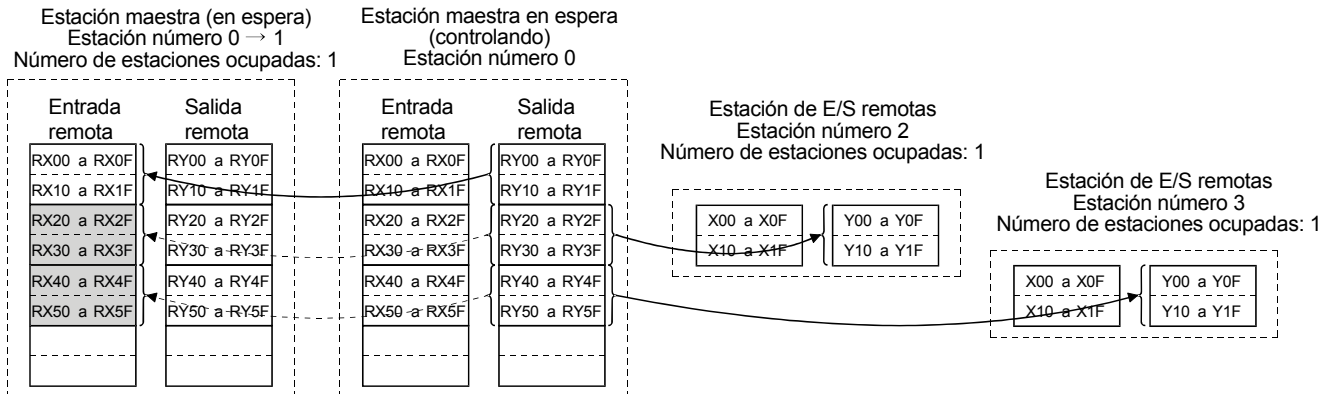 Estación maestra (en espera)
Estación número 0 → 1
Número de estaciones ocupadas: 1
Entrada remota
Salida remota
RX00 a RX0F
RX10 a RX1F
RX20 a RX2F
RX30 a RX3F
RX40 a RX4F
RX50 a RX5F
RY00 a RY0F
RY10 a RY1F
RY20 a RY2F
RY30 a RY3F
RY40 a RY4F
RY50 a RY5F
Estación maestra en espera
(controlando)
Estación número 0
Entrada remota
Salida remota
RX00 a RX0F
RX10 a RX1F
RX20 a RX2F
RX30 a RX3F
RX40 a RX4F
RX50 a RX5F
RY00 a RY0F
RY10 a RY1F
RY20 a RY2F
RY30 a RY3F
RY40 a RY4F
RY50 a RY5F
Estación de E/S remotas
Estación número 2
Número de estaciones ocupadas: 1
X00 a X0F
X10 a X1F
Y00 a Y0F
Y10 a Y1F
Estación de E/S remotas
Estación número 3
Número de estaciones ocupadas: 1
X00 a X0F
X10 a X1F
Y00 a Y0F
Y10 a Y1F